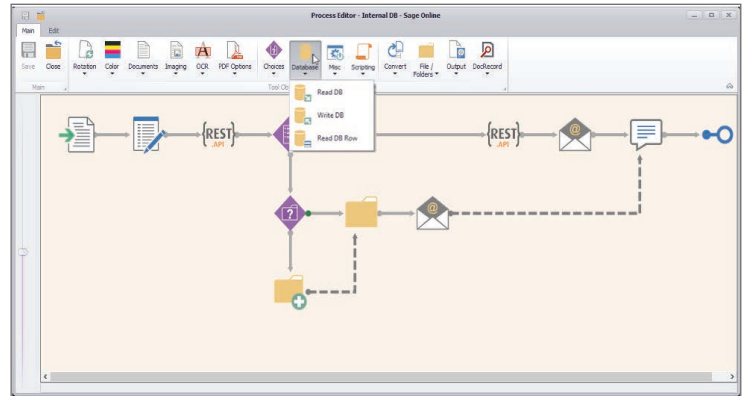 Process Editor - Internal DB - Sage Online
Main Edit
Save Close Rotation Color Documents Imaging OCR PDF Options Choices Database Misc Scripting Convert File / Folders Output DocRecord
Main Tool Ob
Read DB
Write DB
Read DB Row
{REST}
.API
{REST}
.API
@
?
@